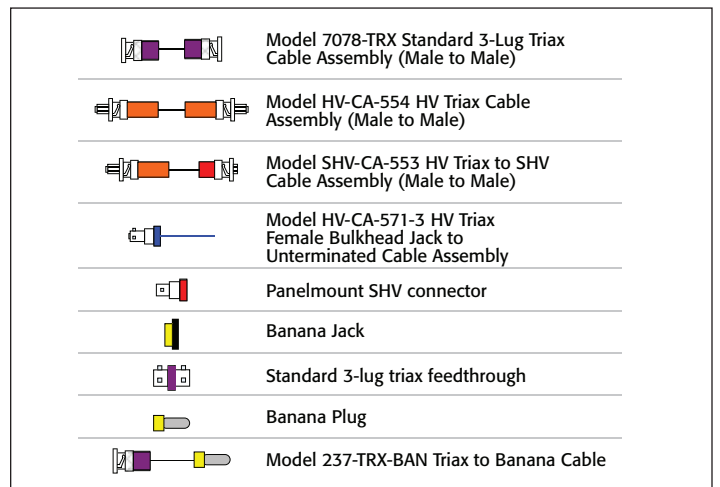 Model 7078-TRX Standard 3-Lug Triax
Cable Assembly (Male to Male)
Model HV-CA-554 HV Triax Cable
Assembly (Male to Male)
Model SHV-CA-553 HV Triax to SHV
Cable Assembly (Male to Male)
Model HV-CA-571-3 HV Triax
Female Bulkhead Jack to
Unterminated Cable Assembly
Panelmount SHV connector
Banana Jack
Standard 3-lug triax feedthrough
Banana Plug
Model 237-TRX-BAN Triax to Banana Cable